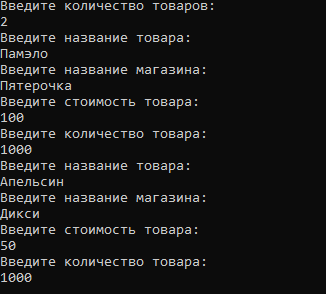 Введите количество товаров:
2
Введите название товара:
Памэло
Введите название магазина:
Пятерочка
Введите стоимость товара:
100
Введите количество товара:
1000
Введите название товара:
Апельсин
Введите название магазина:
Дикси
Введите стоимость товара:
50
Введите количество товара:
1000